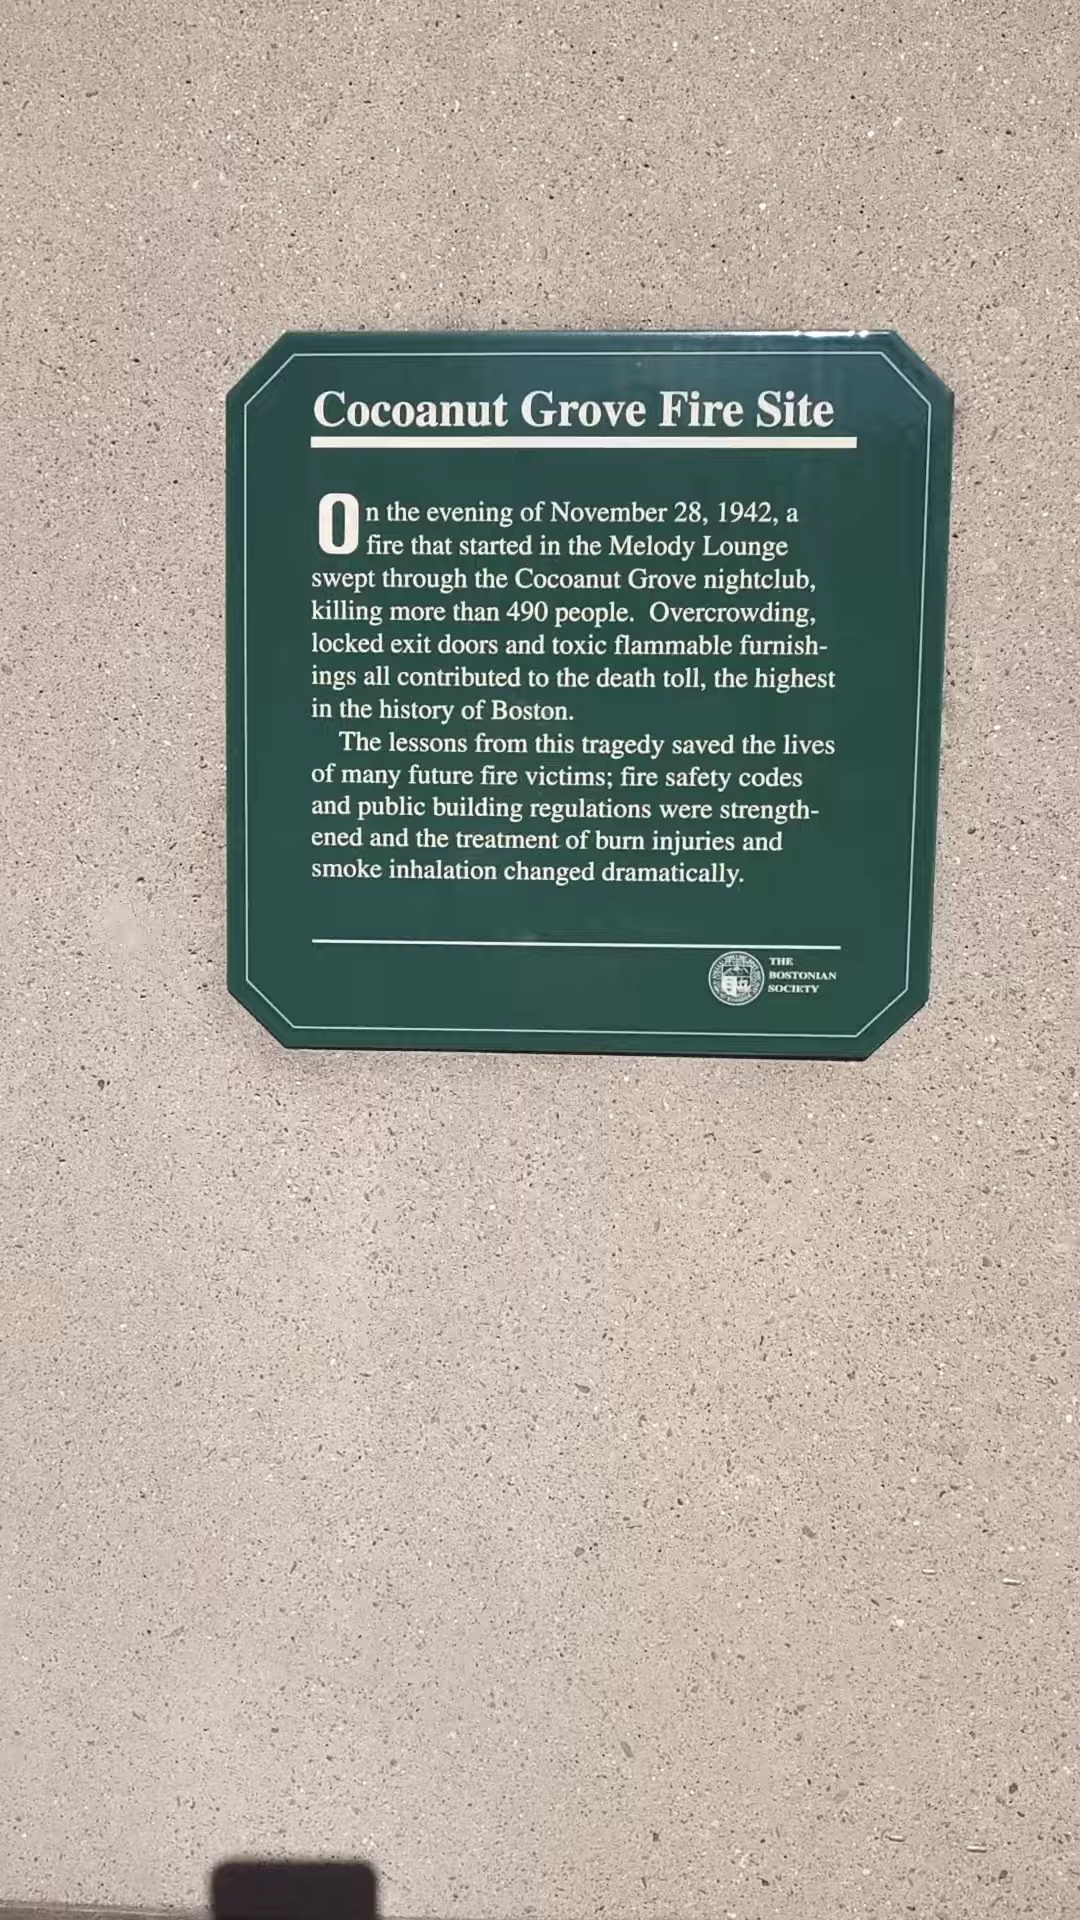 Cocoanut Grove Fire Site
On the evening of November 28, 1942, a
fire that started in the Melody Lounge
swept through the Cocoanut Grove nightclub,
killing more than 490 people. Overcrowding,
locked exit doors and toxic flammable furnish-
ings all contributed to the death toll, the highest
in the history of Boston.
The lessons from this tragedy saved the lives
of many future fire victims; fire safety codes
and public building regulations were strength-
ened and the treatment of burn injuries and
smoke inhalation changed dramatically.
THE
BOSTONIAN
SOCIETY